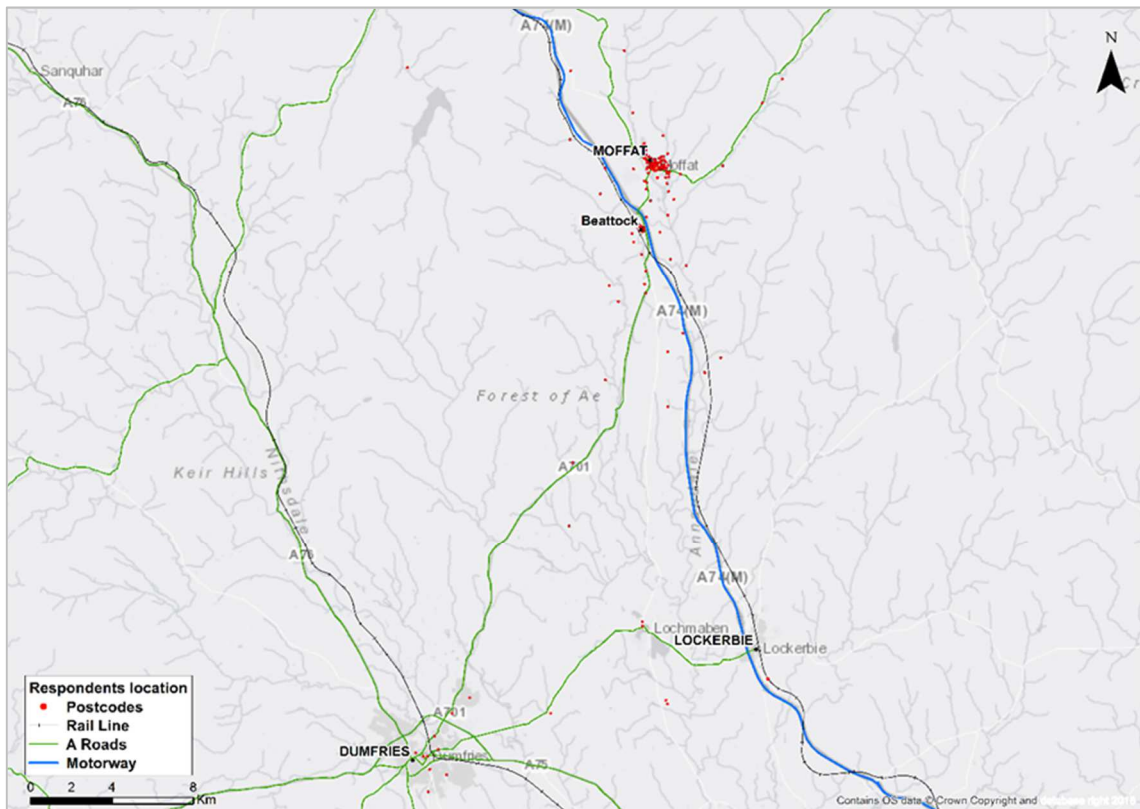 A74(M)
N
Sanquhar
A76
MOFFAT
Moffat
Beattock
A74(M)
Forest of Ae
Keir Hills
Nithsdale
A701
A76
A74(M)
Lochmaben
LOCKERBIE
Lockerbie
Respondents location
Postcodes
Rail Line
A Roads
Motorway
A701
DUMFRIES
Dumfries
A75
0 2 4 8
Km
Contains OS data © Crown Copyright and database right